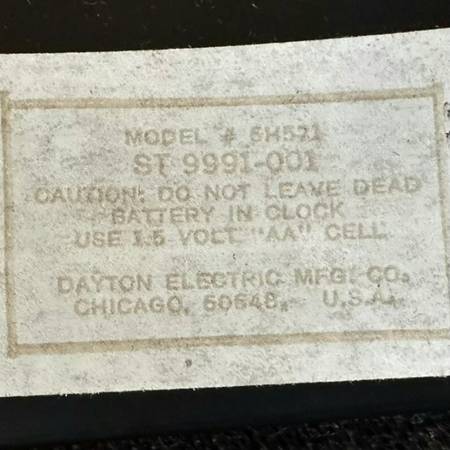 MODEL # 6H521
ST 9991-001
CAUTION: DO NOT LEAVE DEAD
BATTERY IN CLOCK
USE 1.5 VOLT "AA" CELL
DAYTON ELECTRIC MFG. CO.
CHICAGO, 60648, U.S.A.